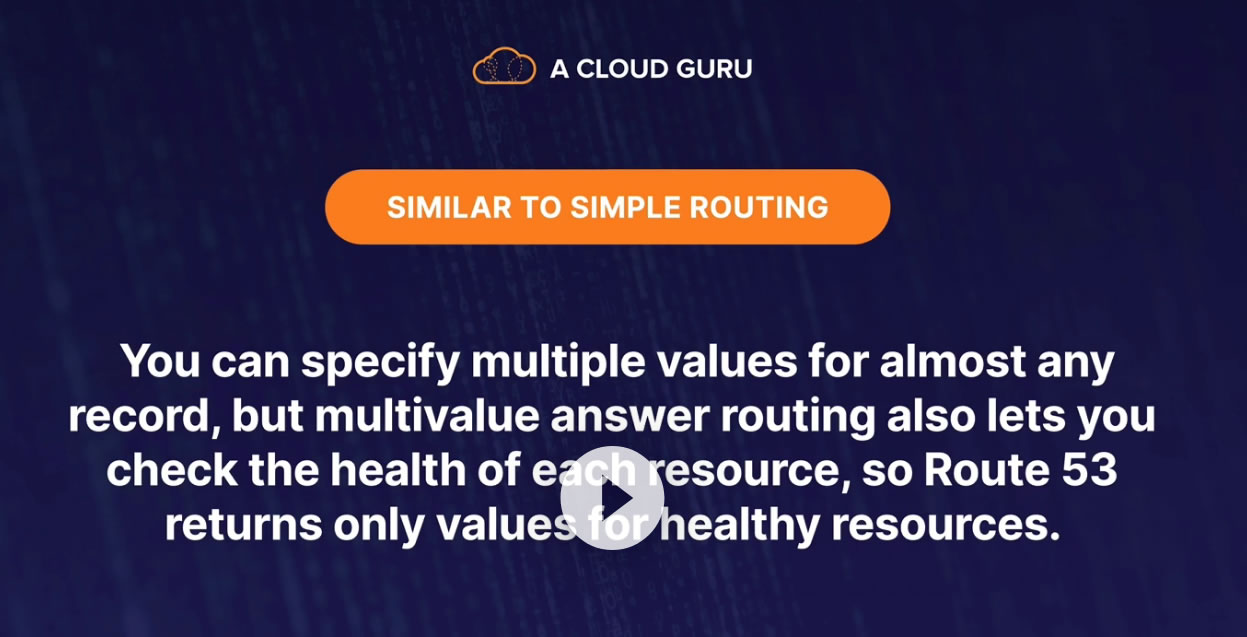 A CLOUD GURU
SIMILAR TO SIMPLE ROUTING
You can specify multiple values for almost any
record, but multivalue answer routing also lets you
check the health of each resource, so Route 53
returns only values for healthy resources.